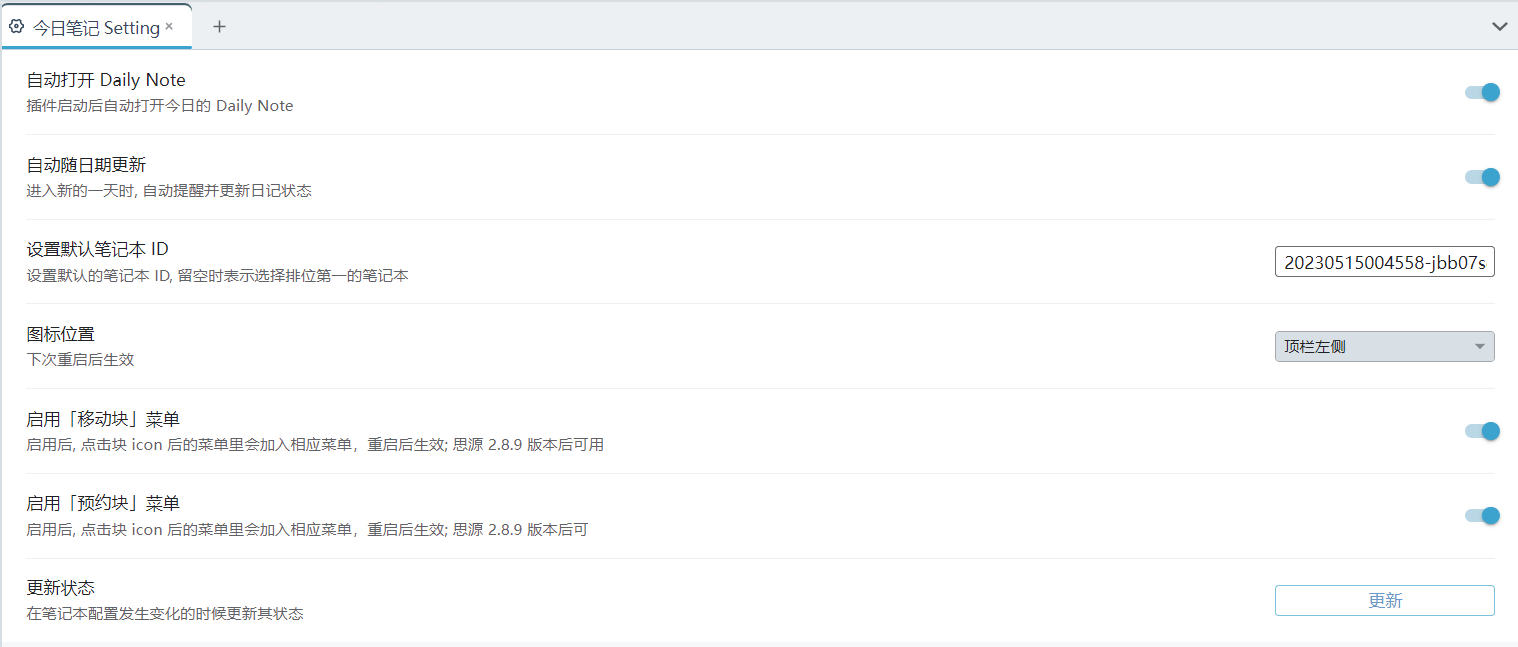 今日笔记 Setting
自动打开 Daily Note
插件启动后自动打开今日的 Daily Note
自动随日期更新
进入新的一天时, 自动提醒并更新日记状态
设置默认笔记本 ID
设置默认的笔记本 ID, 留空时表示选择排位第一的笔记本
20230515004558-jbb07s
图标位置
下次重启后生效
顶栏左侧
启用「移动块」菜单
启用后, 点击块 icon 后的菜单里会加入相应菜单，重启后生效; 思源 2.8.9 版本后可用
启用「预约块」菜单
启用后, 点击块 icon 后的菜单里会加入相应菜单，重启后生效; 思源 2.8.9 版本后可
更新状态
在笔记本配置发生变化的时候更新其状态
更新